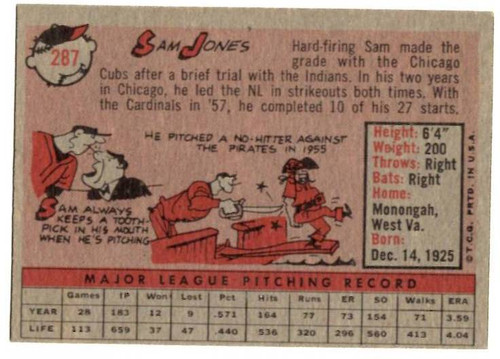 287
SAM JONES
Hard-firing Sam made the
grade with the Chicago
Cubs after a brief trial with the Indians. In his two years
in Chicago, he led the NL in strikeouts both times. With
the Cardinals in '57, he completed 10 of his 27 starts.
HE PITCHED A NO-HITTER AGAINST
THE PIRATES IN 1955
SAM ALWAYS
KEEPS A TOOTH-
PICK IN HIS MOUTH
WHEN HE'S PITCHING
Height: 6'4"
Weight: 200
Throws: Right
Bats: Right
Home:
Monongah,
West Va.
Born:
Dec. 14, 1925
© T.C.G. PRTD. IN U.S.A.
MAJOR LEAGUE PITCHING RECORD
Games IP Won Lost Pct Hits Runs ER SO Walks ERA
YEAR 28 183 12 9 .571 164 77 73 154 71 3.59
LIFE 113 659 37 47 .440 536 320 296 560 413 4.04